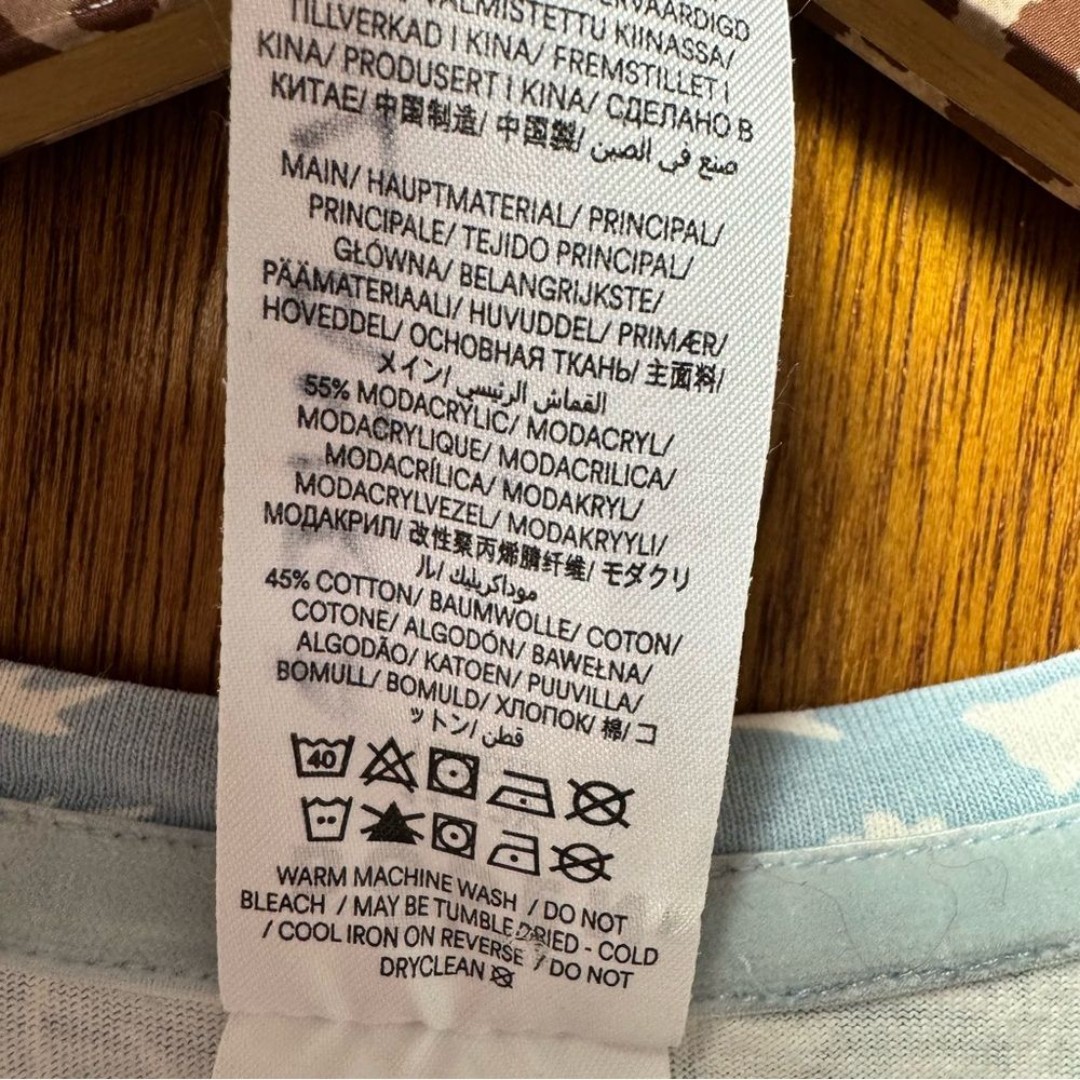 VALMISTETTU KIINASSA/
TILLVERKAD I KINA/ FREMSTILLET I
KINA/ PRODUSERT I KINA/ СДЕЛАНО В
КИТАЕ/ 中国制造/ 中国製/ صنع في الصين
MAIN/ HAUPTMATERIAL/ PRINCIPAL/
PRINCIPALE/ TEJIDO PRINCIPAL/
GŁÓWNA/ BELANGRIJKSTE/
PÄÄMATERIAALI/ HUVUDDEL/ PRIMÆR/
HOVEDDEL/ ОСНОВНАЯ ТКАНЬ/ 主面料/
メイン/ القماش الرئيسي
55% MODACRYLIC/ MODACRYL/
MODACRYLIQUE/ MODACRILICA/
MODACRÍLICA/ MODAKRYL/
MODACRYLVEZEL/ MODAKRYYLI/
МОДАКРИЛ/ 改性聚丙烯腈纤维/ モダクリ
ル/ موداكريليك
45% COTTON/ BAUMWOLLE/ COTON/
COTONE/ ALGODÓN/ BAWEŁNA/
ALGODÃO/ KATOEN/ PUUVILLA/
BOMULL/ BOMULD/ ХЛОПОК/ 棉/ コ
ットン/ قطن
40
WARM MACHINE WASH / DO NOT
BLEACH / MAY BE TUMBLE DRIED - COLD
/ COOL IRON ON REVERSE / DO NOT
DRYCLEAN